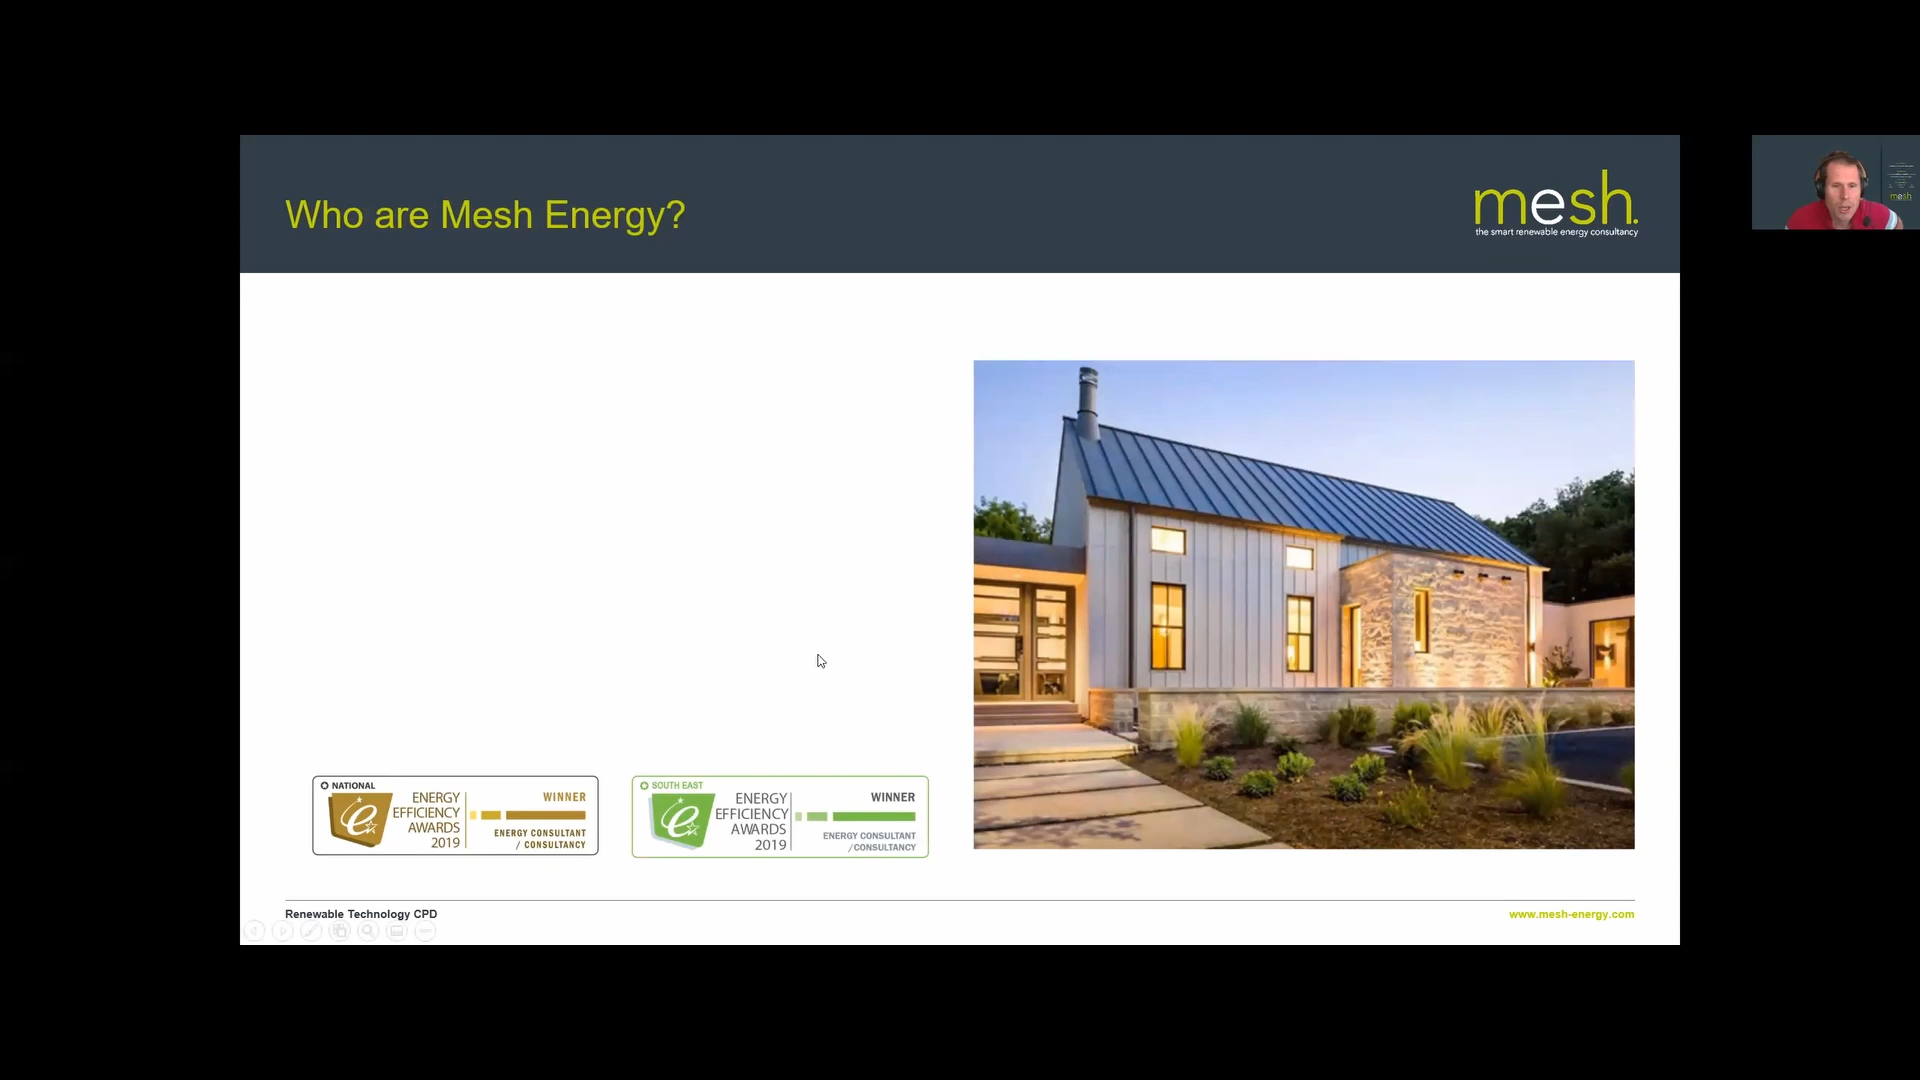 Who are Mesh Energy?
mesh.
the smart renewable energy consultancy
mesh
NATIONAL
ENERGY
EFFICIENCY
AWARDS
2019
WINNER
ENERGY CONSULTANT
/ CONSULTANCY
SOUTH EAST
ENERGY
EFFICIENCY
AWARDS
2019
WINNER
ENERGY CONSULTANT
/CONSULTANCY
Renewable Technology CPD
www.mesh-energy.com